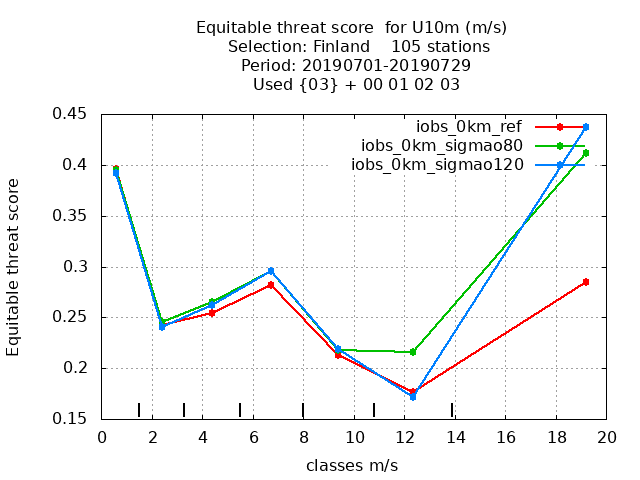 Equitable threat score  for U10m (m/s)
Selection: Finland    105 stations
Period: 20190701-20190729
Used {03} + 00 01 02 03
iobs_0km_ref
iobs_0km_sigmao80
iobs_0km_sigmao120
Equitable threat score
0.45
0.4
0.35
0.3
0.25
0.2
0.15
0 2 4 6 8 10 12 14 16 18 20
classes m/s